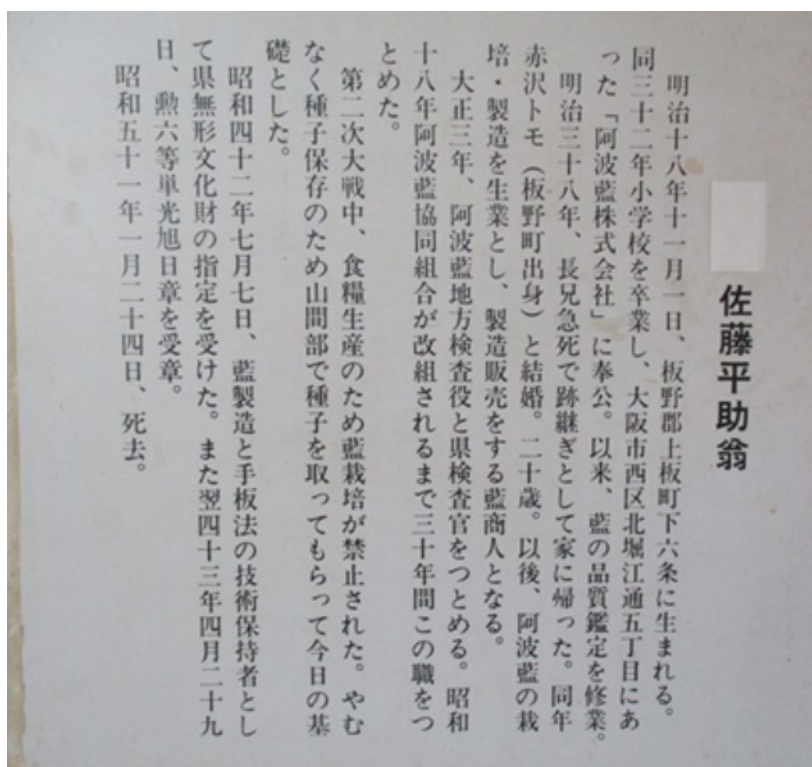 佐藤平助翁
明治十八年十一月一日、板野郡上板町下六条に生まれる。
同三十二年小学校を卒業し、大阪市西区北堀江通五丁目にあ
った「阿波藍株式会社」に奉公。以来、藍の品質鑑定を修業。
明治三十八年、長兄急死で跡継ぎとして家に帰った。同年
赤沢トモ（板野町出身）と結婚。二十歳。以後、阿波藍の栽
培・製造を生業とし、製造販売をする藍商人となる。
大正三年、阿波藍地方検査役と県検査官をつとめる。昭和
十八年阿波藍協同組合が改組されるまで三十年間この職をつ
とめた。
第二次大戦中、食糧生産のため藍栽培が禁止された。やむ
なく種子保存のため山間部で種子を取ってもらって今日の基
礎とした。
昭和四十二年七月七日、藍製造と手板法の技術保持者とし
て県無形文化財の指定を受けた。また翌四十三年四月二十九
日、勲六等単光旭日章を受章。
昭和五十一年一月二十四日、死去。